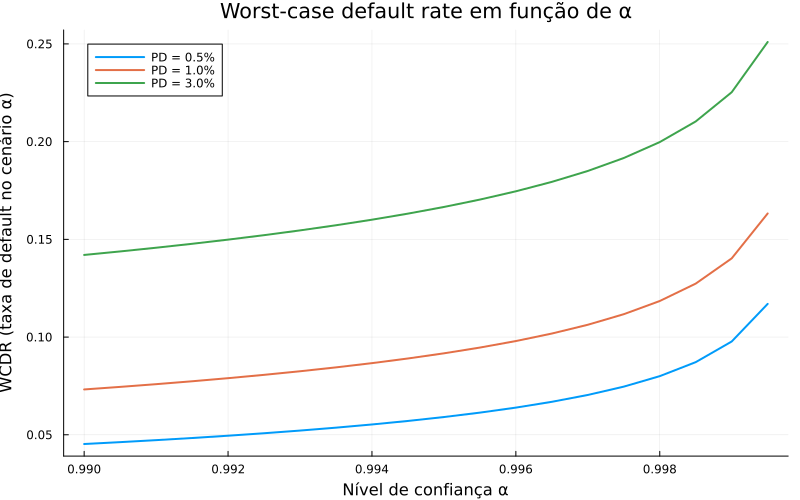 Worst-case default rate em função de α
PD = 0.5%
PD = 1.0%
PD = 3.0%
WCDR (taxa de default no cenário α)
0.25
0.20
0.15
0.10
0.05
0.990 0.992 0.994 0.996 0.998
Nível de confiança α